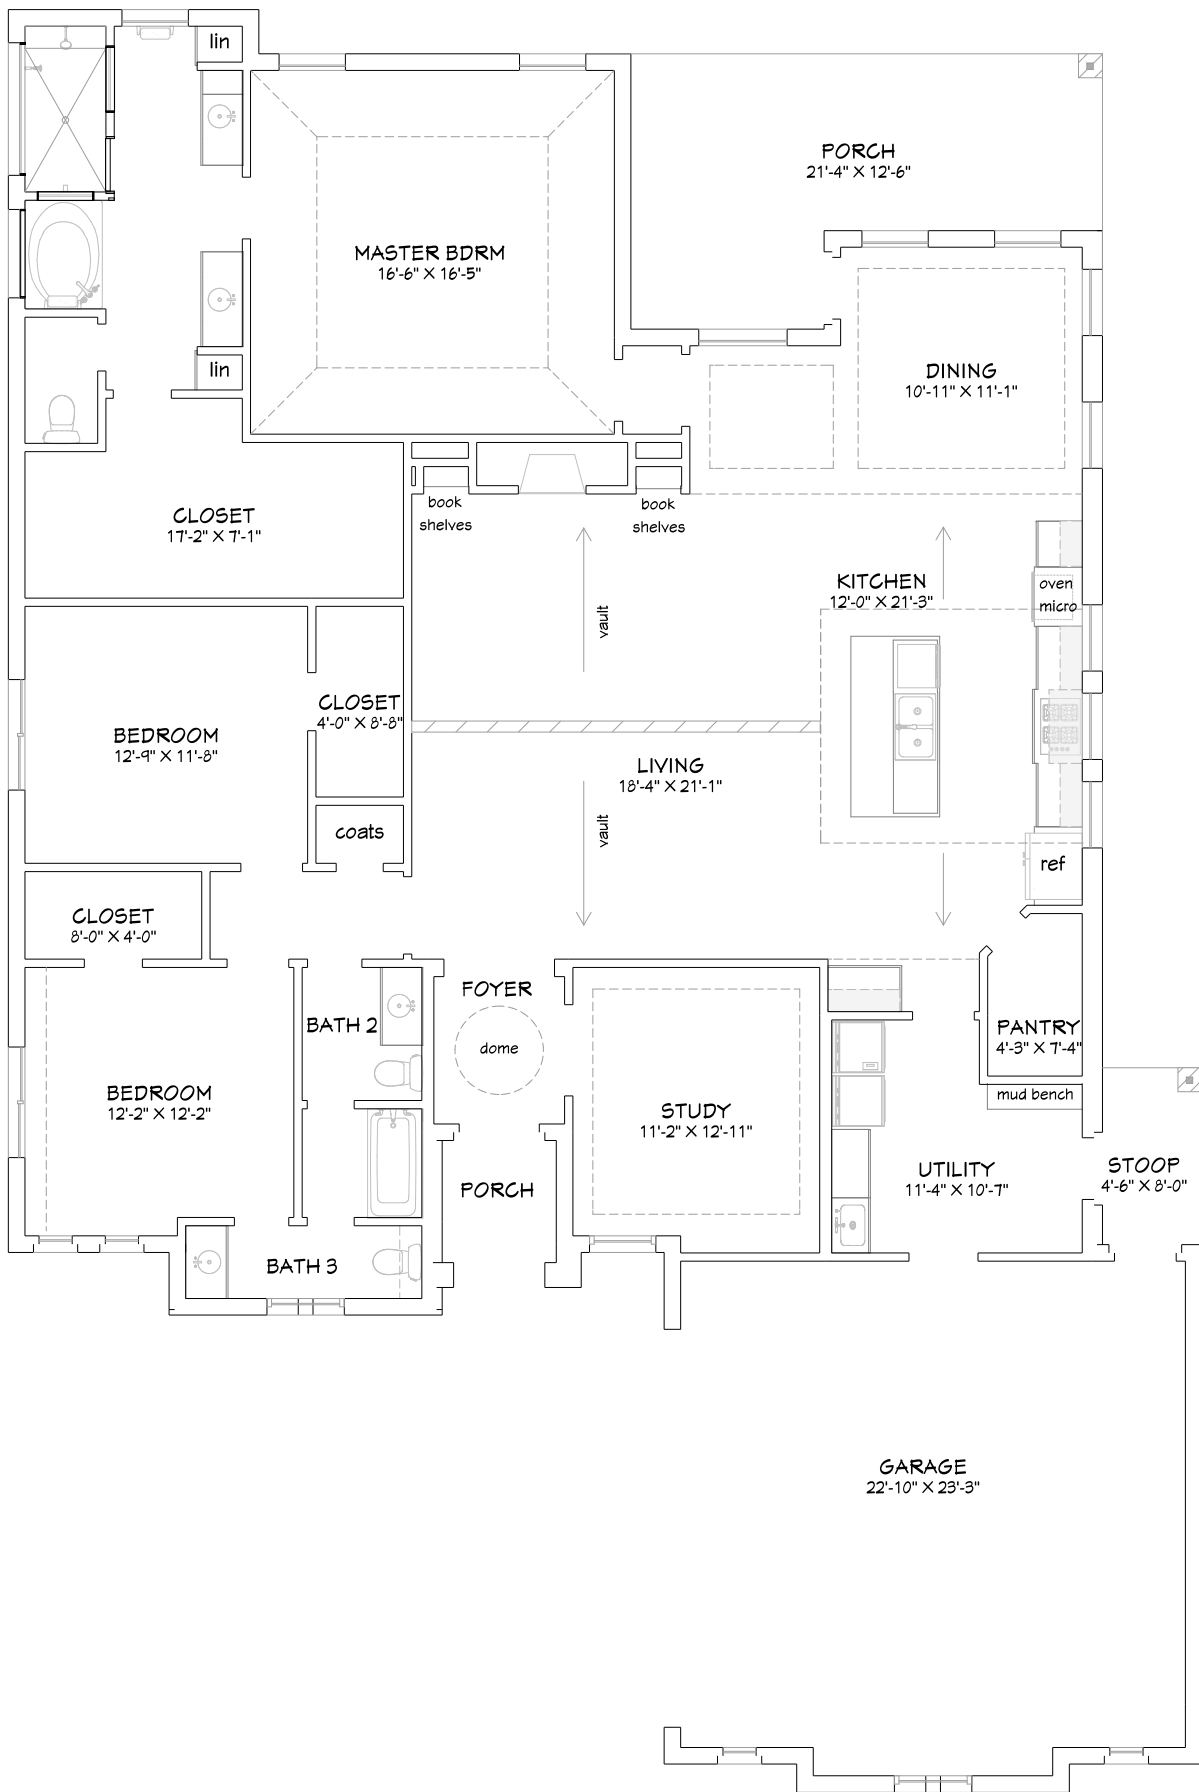 lin
PORCH
21'-4" X 12'-6"
MASTER BDRM
16'-6" X 16'-5"
lin
DINING
10'-11" X 11'-1"
book
shelves
book
shelves
CLOSET
17'-2" X 7'-1"
KITCHEN
12'-0" X 21'-3"
oven
micro
vault
CLOSET
4'-0" X 8'-8"
BEDROOM
12'-9" X 11'-8"
LIVING
18'-4" X 21'-1"
coats
vault
ref
CLOSET
8'-0" X 4'-0"
FOYER
BATH 2
dome
PANTRY
4'-3" X 7'-4"
BEDROOM
12'-2" X 12'-2"
mud bench
STUDY
11'-2" X 12'-11"
UTILITY
11'-4" X 10'-7"
STOOP
4'-6" X 8'-0"
PORCH
BATH 3
GARAGE
22'-10" X 23'-3"